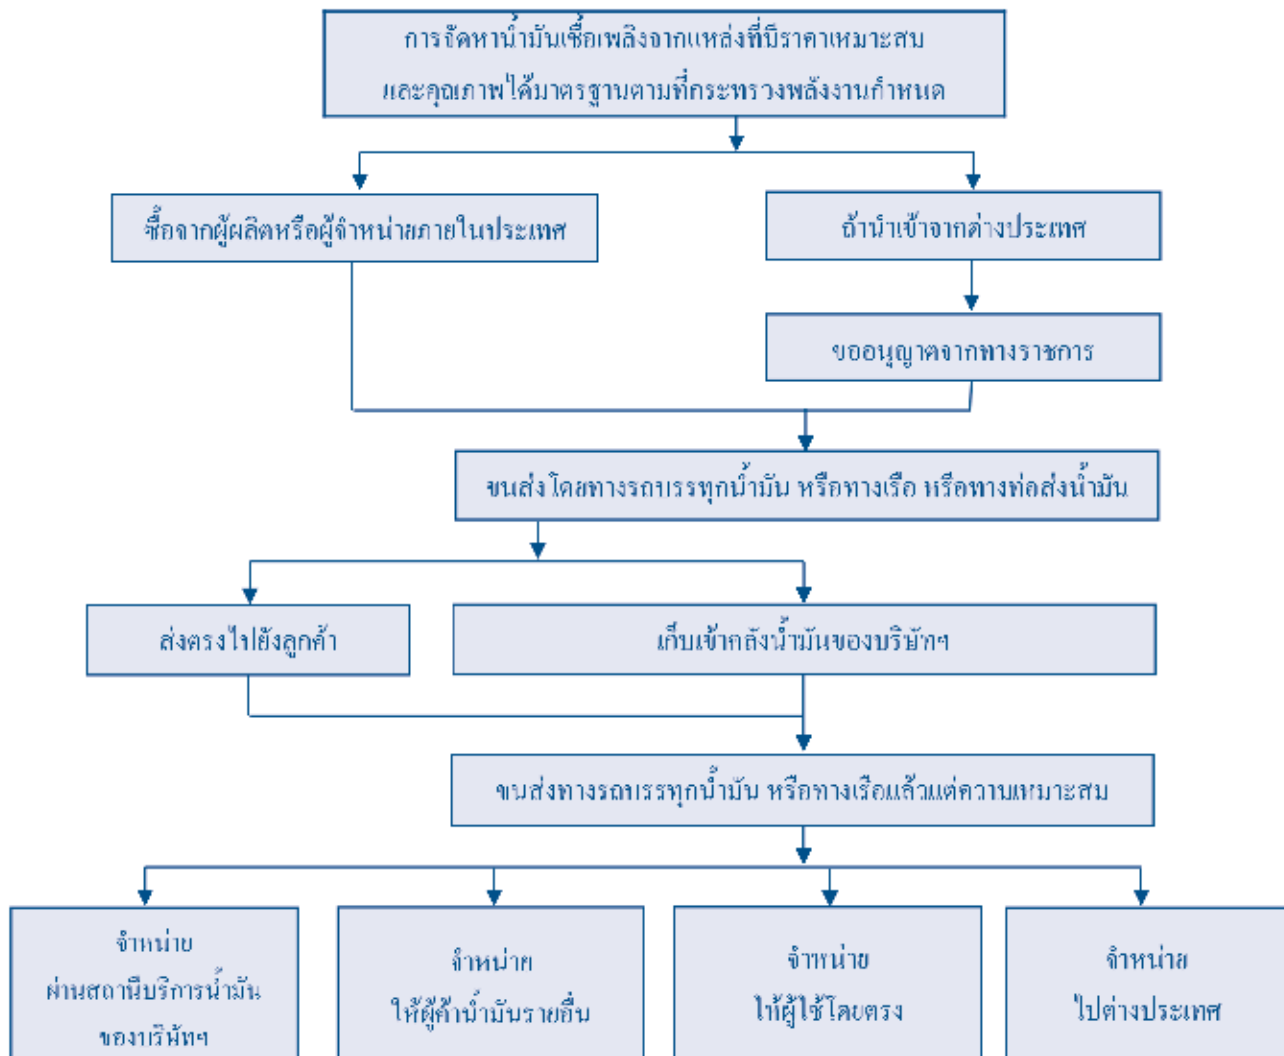 การจัดหาน้ำมันเชื้อเพลิงจากแหล่งที่มีราคาเหมาะสม
และคุณภาพได้มาตรฐานตามที่กระทรวงพลังงานกำหนด
ซื้อจากผู้ผลิตหรือผู้จำหน่ายภายในประเทศ
ถ้านำเข้าจากต่างประเทศ
ขออนุญาตจากทางราชการ
ขนส่งโดยทางรถบรรทุกน้ำมัน หรือทางเรือ หรือทางท่อส่งน้ำมัน
ส่งตรงไปยังลูกค้า
เก็บเข้าคลังน้ำมันของบริษัทฯ
ขนส่งทางรถบรรทุกน้ำมัน หรือทางเรือแล้วแต่ความเหมาะสม
จำหน่าย
ผ่านสถานีบริการน้ำมัน
ของบริษัทฯ
จำหน่าย
ให้ผู้ค้าน้ำมันรายอื่น
จำหน่าย
ให้ผู้ใช้โดยตรง
จำหน่าย
ไปต่างประเทศ